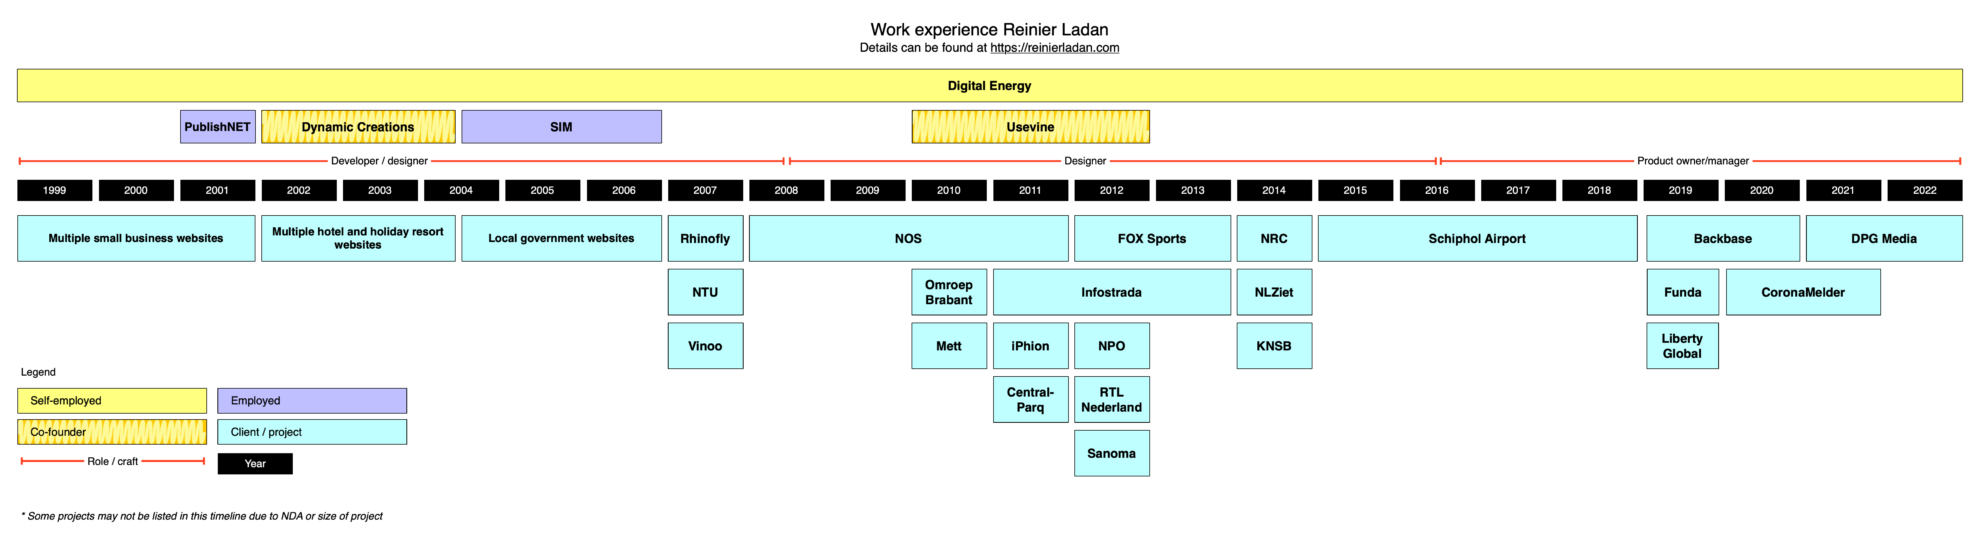 Work experience Reinier Ladan
Details can be found at https://reinierladan.com
Digital Energy
PublishNET
Dynamic Creations
SIM
Usevine
Developer / designer
Designer
Product owner/manager
1999
2000
2001
2002
2003
2004
2005
2006
2007
2008
2009
2010
2011
2012
2013
2014
2015
2016
2017
2018
2019
2020
2021
2022
Multiple small business websites
Multiple hotel and holiday resort
websites
Local government websites
Rhinofly
NOS
FOX Sports
NRC
Schiphol Airport
Backbase
DPG Media
NTU
Omroep
Brabant
Infostrada
NLZiet
Funda
CoronaMelder
Vinoo
Mett
iPhion
NPO
KNSB
Liberty
Global
Central-
Parq
RTL
Nederland
Sanoma
Legend
Self-employed
Employed
Co-founder
Client / project
Role / craft
Year
* Some projects may not be listed in this timeline due to NDA or size of project